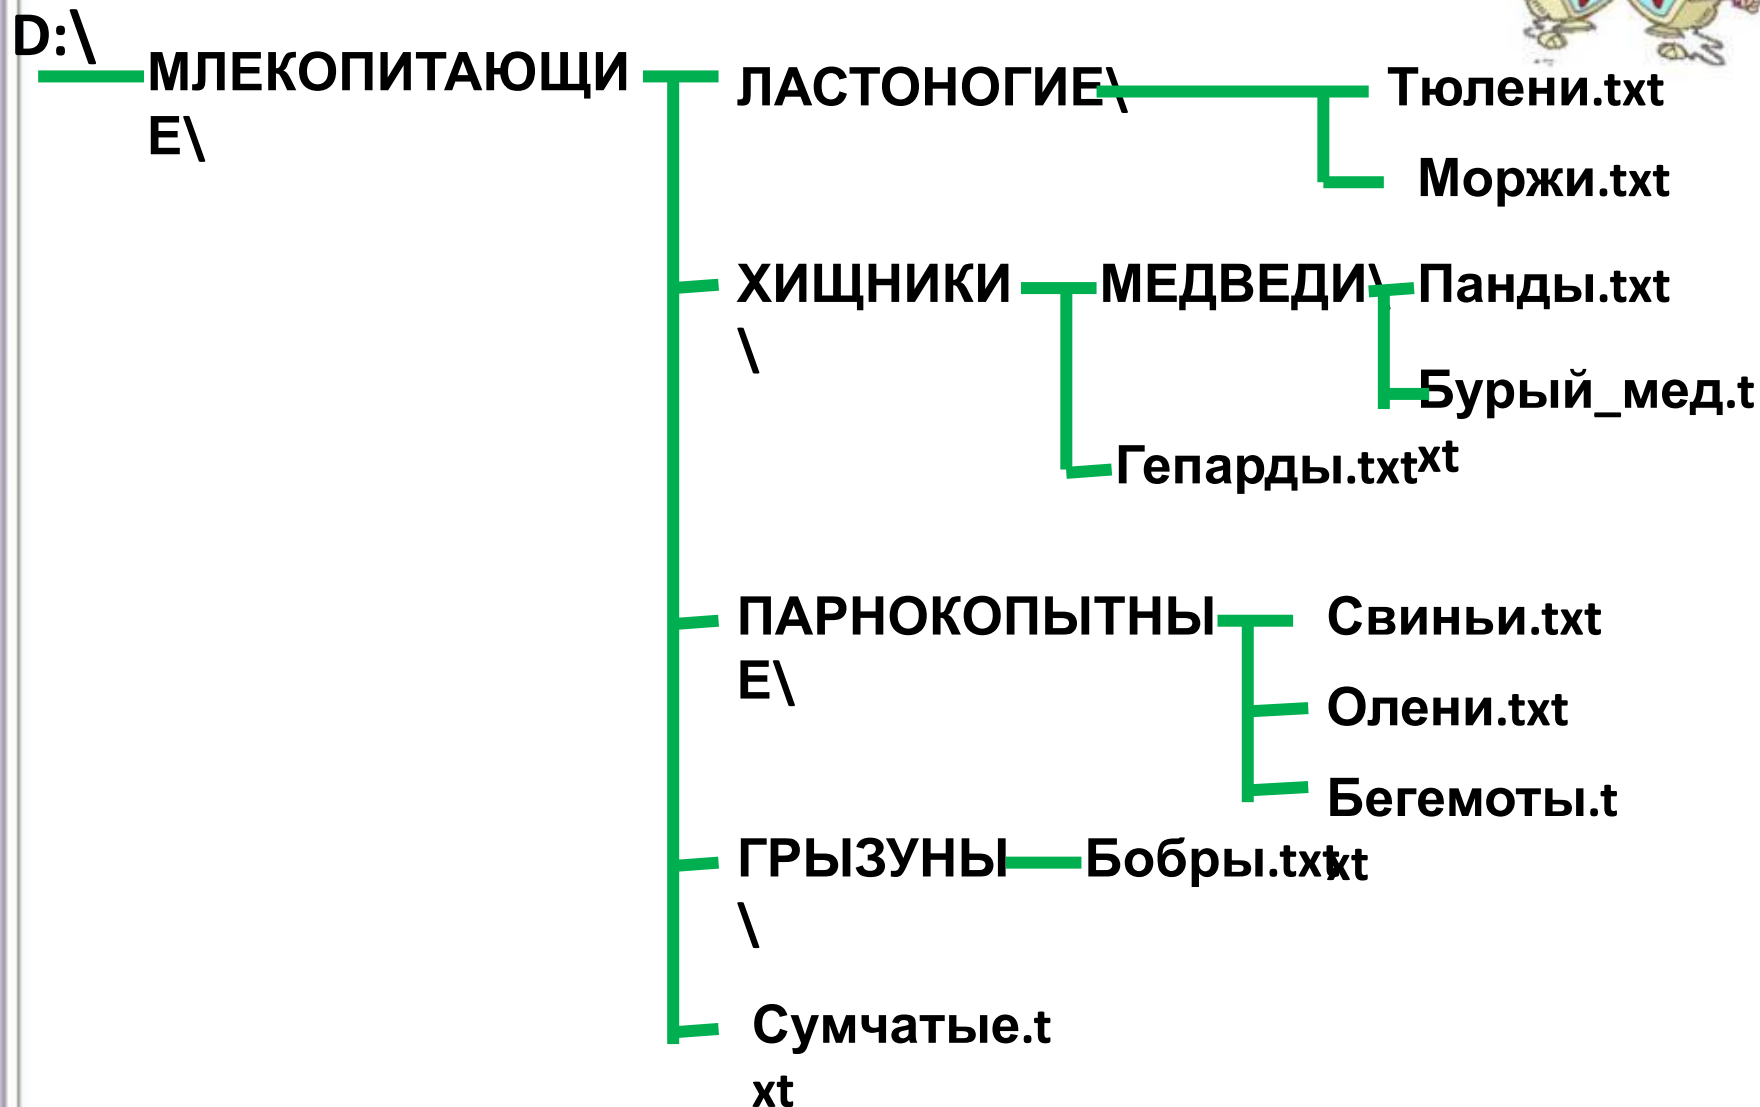 D:\
МЛЕКОПИТАЮЩИ
Е\
ЛАСТОНОГИЕ\
Тюлени.txt
Моржи.txt
ХИЩНИКИ
\
МЕДВЕДИ\
Панды.txt
Бурый_мед.t
xt
Гепарды.txt
ПАРНОКОПЫТНЫ
Е\
Свиньи.txt
Олени.txt
Бегемоты.t
xt
ГРЫЗУНЫ
\
Бобры.txt
Сумчатые.t
xt